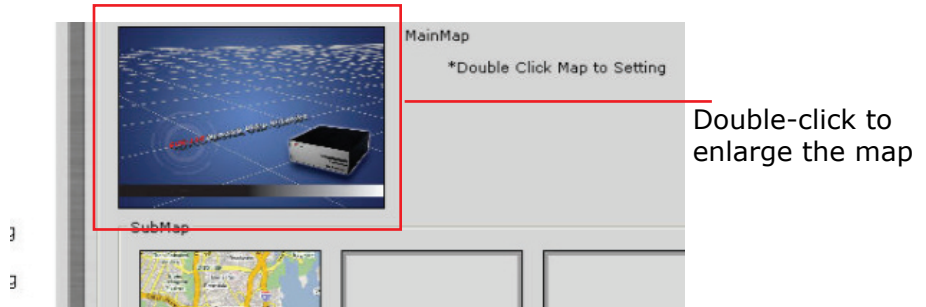 MainMap
*Double Click Map to Setting
Double-click to
enlarge the map
SubMap
g
g